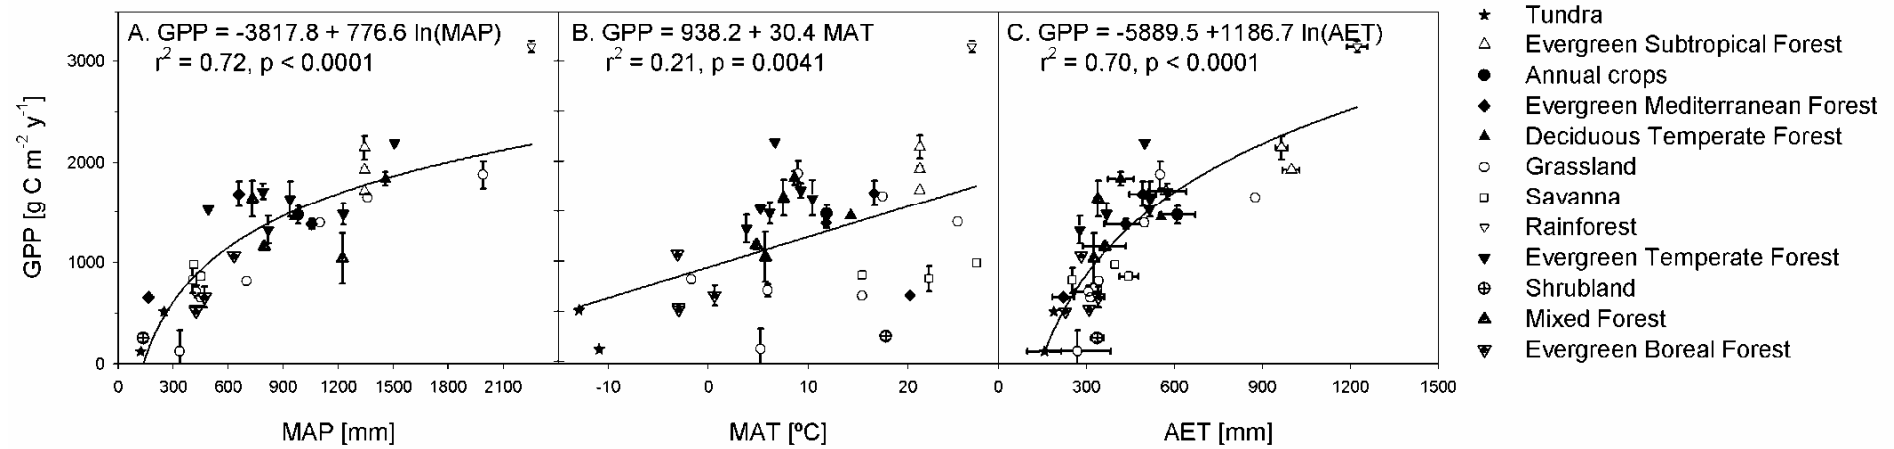 A. GPP = -3817.8 + 776.6 ln(MAP)
r² = 0.72, p < 0.0001
B. GPP = 938.2 + 30.4 MAT
r² = 0.21, p = 0.0041
C. GPP = -5889.5 +1186.7 ln(AET)
r² = 0.70, p < 0.0001
GPP [g C m⁻² y⁻¹]
3000
2000
1000
0
0 300 600 900 1200 1500 1800 2100
MAP [mm]
-10 0 10 20
MAT [ºC]
0 300 600 900 1200 1500
AET [mm]
Tundra
Evergreen Subtropical Forest
Annual crops
Evergreen Mediterranean Forest
Deciduous Temperate Forest
Grassland
Savanna
Rainforest
Evergreen Temperate Forest
Shrubland
Mixed Forest
Evergreen Boreal Forest